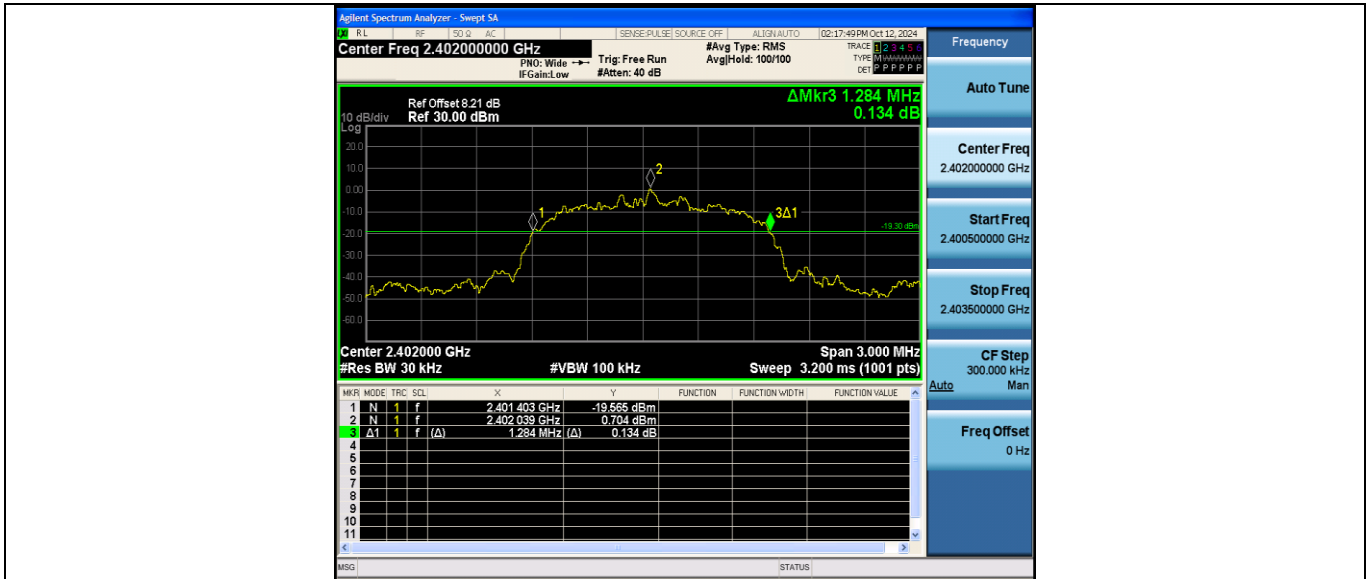 Agilent Spectrum Analyzer - Swept SA
LXI RL RF 50 Ω AC SENSE:PULSE SOURCE OFF ALIGN AUTO 02:17:49 PM Oct 12, 2024
Center Freq 2.402000000 GHz
PNO: Wide
IFGain:Low
Trig: Free Run
#Atten: 40 dB
#Avg Type: RMS
Avg|Hold: 100/100
TRACE 1 2 3 4 5 6
TYPE M W W W W W
DET P P P P P P
ΔMkr3 1.284 MHz
0.134 dB
Ref Offset 8.21 dB
10 dB/div Ref 30.00 dBm
Log
20.0
10.0
0.00
-10.0
-20.0
-30.0
-40.0
-50.0
-60.0
1
2
3Δ1
-19.30 dBm
Center 2.402000 GHz Span 3.000 MHz
#Res BW 30 kHz #VBW 100 kHz Sweep 3.200 ms (1001 pts)
MKR MODE TRC SCL X Y FUNCTION FUNCTION WIDTH FUNCTION VALUE
1 N 1 f 2.401 403 GHz -19.565 dBm
2 N 1 f 2.402 039 GHz 0.704 dBm
3 Δ1 1 f (Δ) 1.284 MHz (Δ) 0.134 dB
4
5
6
7
8
9
10
11
MSG STATUS
Frequency
Auto Tune
Center Freq
2.402000000 GHz
Start Freq
2.400500000 GHz
Stop Freq
2.403500000 GHz
CF Step
300.000 kHz
Auto Man
Freq Offset
0 Hz